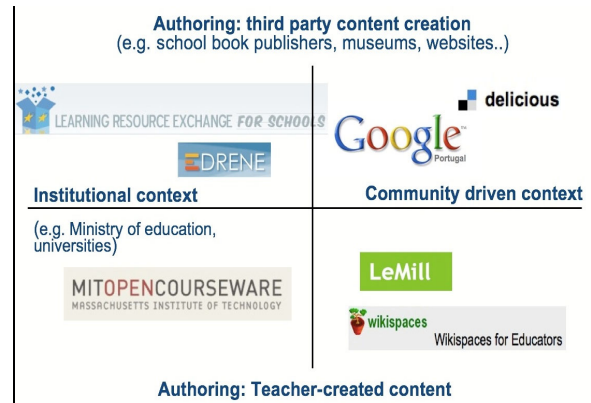 Authoring: third party content creation
(e.g. school book publishers, museums, websites..)
LEARNING RESOURCE EXCHANGE FOR SCHOOLS
EDRENE
delicious
Google
Portugal
Institutional context
Community driven context
(e.g. Ministry of education,
universities)
MITOPENCOURSEWARE
MASSACHUSETTS INSTITUTE OF TECHNOLOGY
LeMill
wikispaces
Wikispaces for Educators
Authoring: Teacher-created content